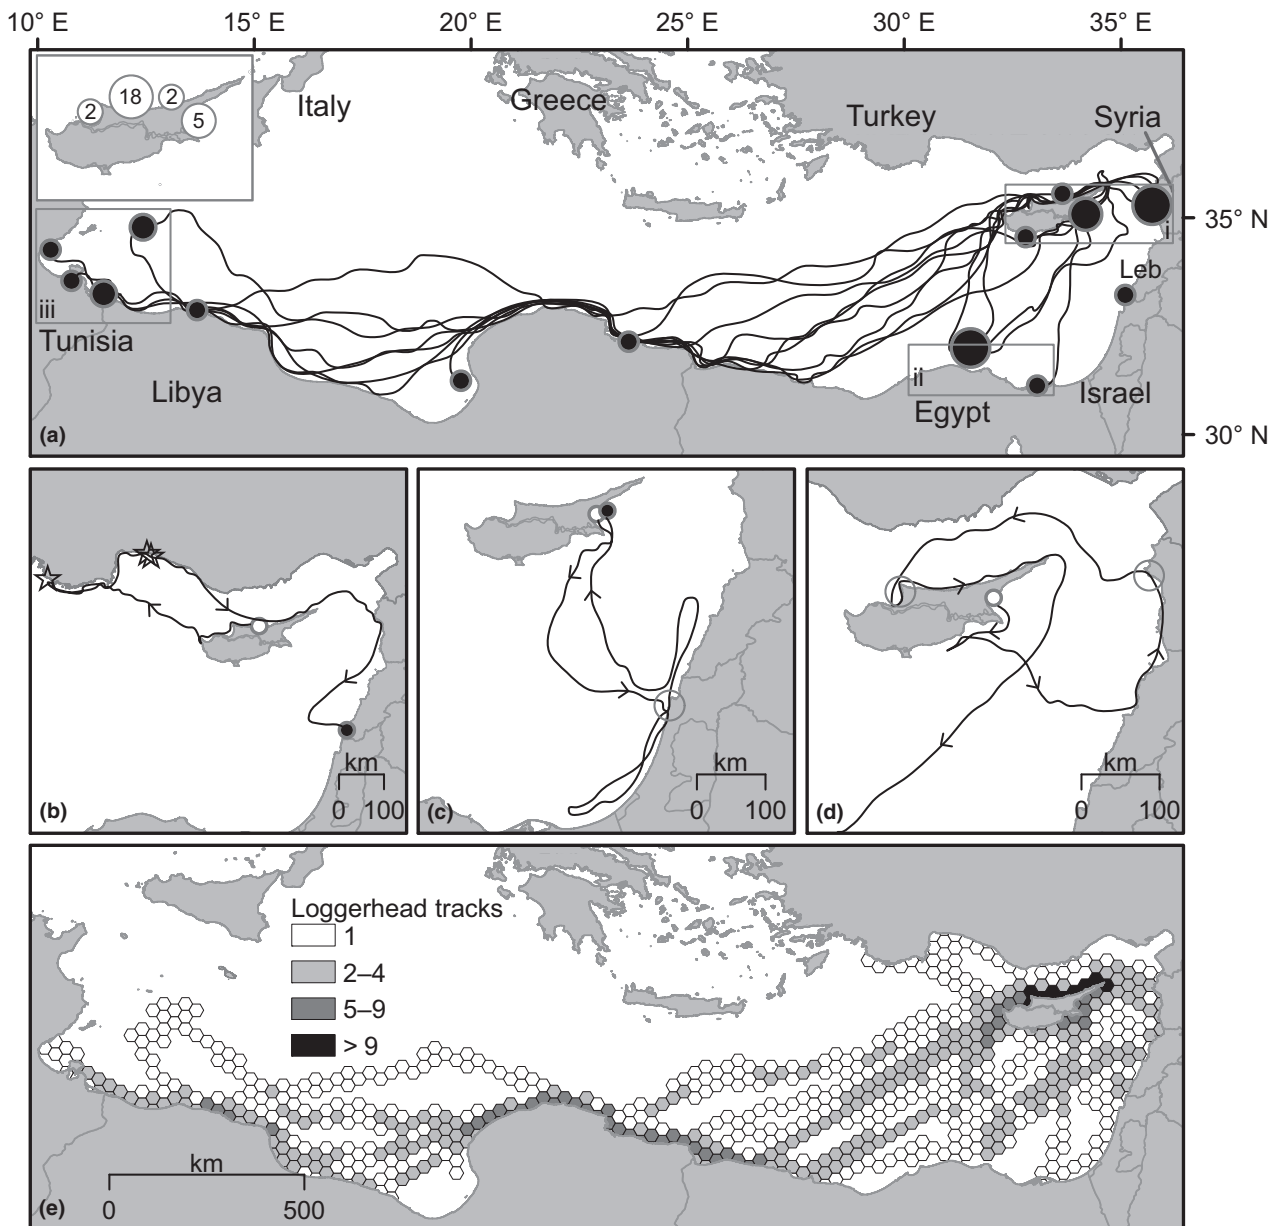 10° E 15° E 20° E 25° E 30° E 35° E
2 18 2 5
Italy
Greece
Turkey
Syria
35° N
i
Leb
iii
Tunisia
Libya
ii
Egypt
Israel
30° N
(a)
km
0 100
(b)
km
0 100
(c)
km
0 100
(d)
Loggerhead tracks
1
2–4
5–9
> 9
km
0 500
(e)